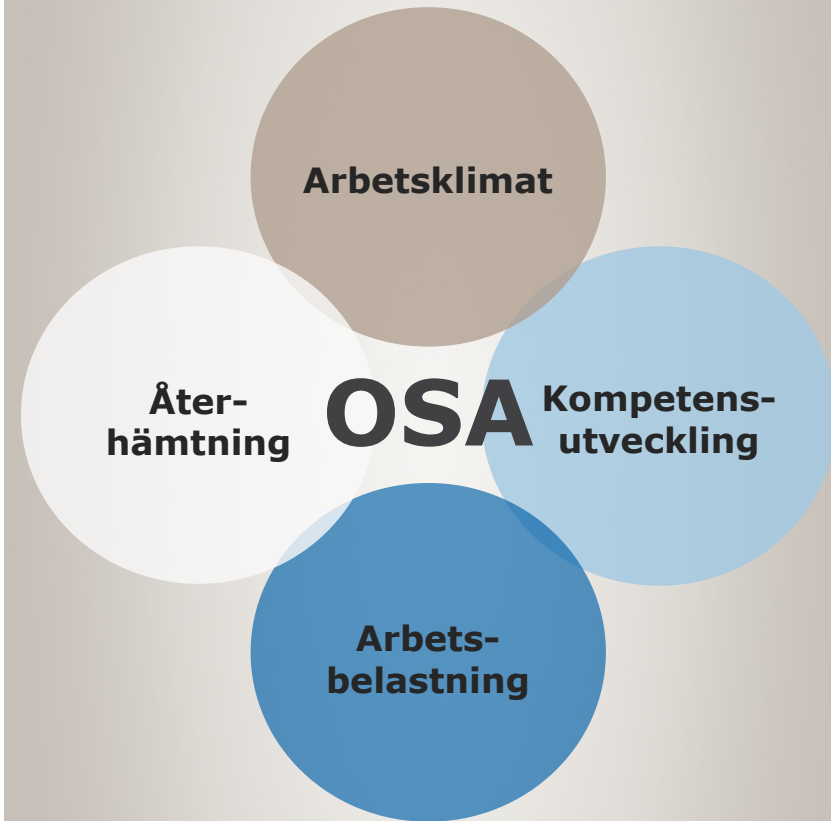 Arbetsklimat
Åter-
hämtning
OSA
Kompetens-
utveckling
Arbets-
belastning